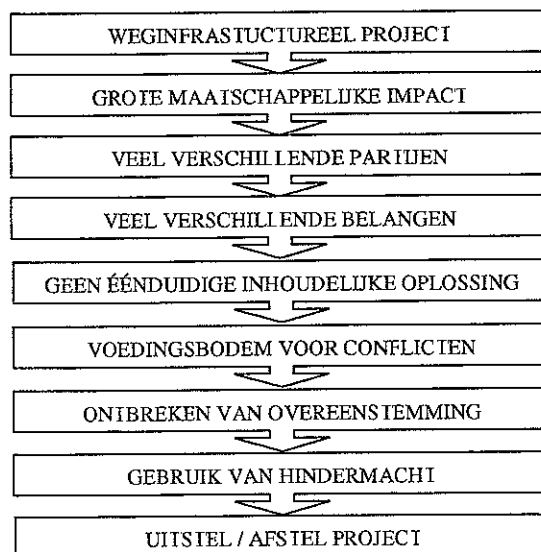 WEGINFRASTUCTUREEL PROJECT
GROTE MAATSCHAPPELIJKE IMPACT
VEEL VERSCHILLENDE PARTIJEN
VEEL VERSCHILLENDE BELANGEN
GEEN ÉÉNDUIDIGE INHOUDELIJKE OPLOSSING
VOEDINGSBODEM VOOR CONFLICTEN
ONTBREKEN VAN OVEREENSTEMMING
GEBRUIK VAN HINDERMACHT
UITSTEL / AFSTEL PROJECT